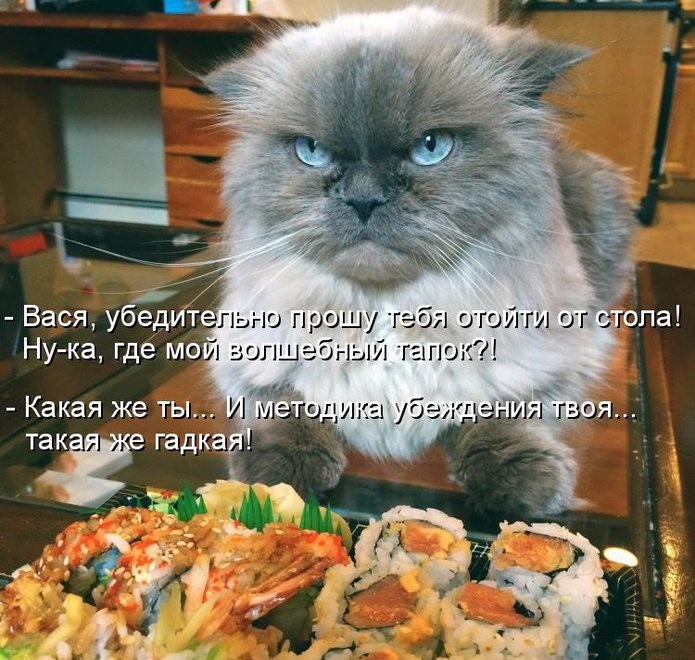 - Вася, убедительно прошу тебя отойти от стола!
Ну-ка, где мой волшебный тапок?!
- Какая же ты... И методика убеждения твоя...
такая же гадкая!